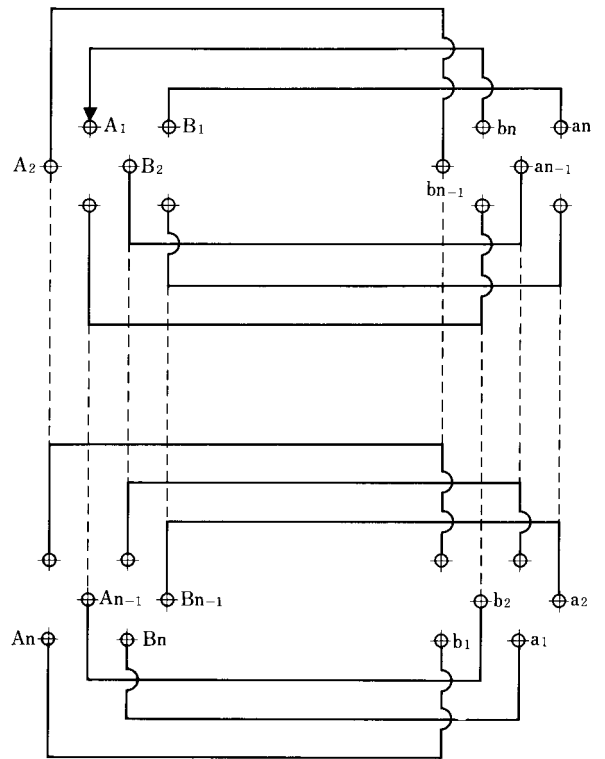 A₁ B₁ bn an
A₂ B₂ bn₋₁ an₋₁
An₋₁ Bn₋₁ b₂ a₂
An Bn b₁ a₁